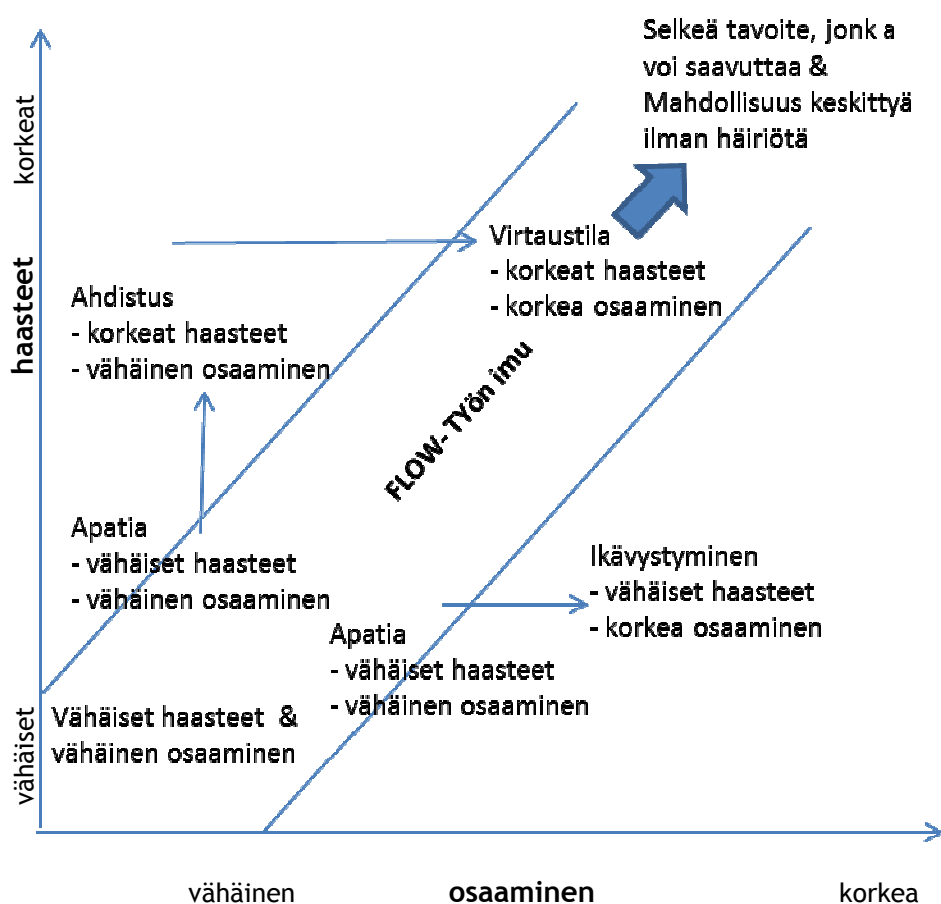 Selkeä tavoite, jonk a
voi saavuttaa &
Mahdollisuus keskittyä
ilman häiriötä
korkeat
haasteet
vähäiset
Virtaustila
- korkeat haasteet
- korkea osaaminen
Ahdistus
- korkeat haasteet
- vähäinen osaaminen
FLOW- TYön imu
Apatia
- vähäiset haasteet
- vähäinen osaaminen
Ikävystyminen
- vähäiset haasteet
- korkea osaaminen
Apatia
- vähäiset haasteet
- vähäinen osaaminen
Vähäiset haasteet &
vähäinen osaaminen
vähäinen
osaaminen
korkea